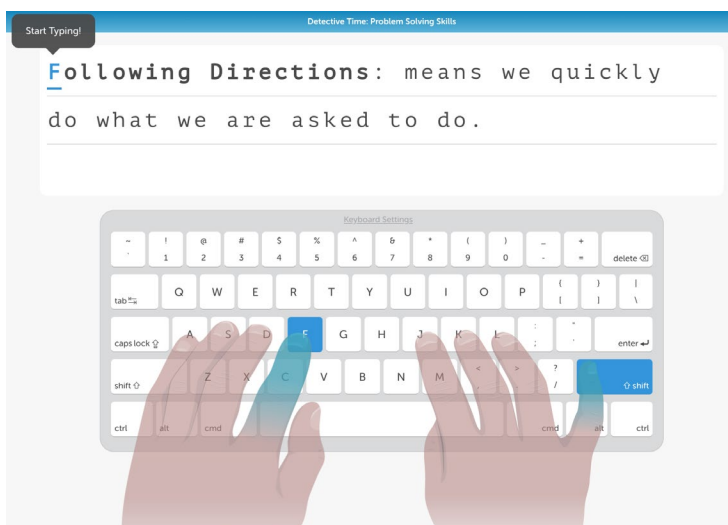 Detective Time: Problem Solving Skills
Start Typing!
Following Directions: means we quickly
do what we are asked to do.
Keyboard Settings
~ ! @ # $ % ^ & * ( ) _ +
` 1 2 3 4 5 6 7 8 9 0 - = delete
tab Q W E R T Y U I O P { [ } ] | \
caps lock A S D F G H J K L : ; " ' enter
shift Z X C V B N M < > ? / shift
ctrl alt cmd cmd alt ctrl